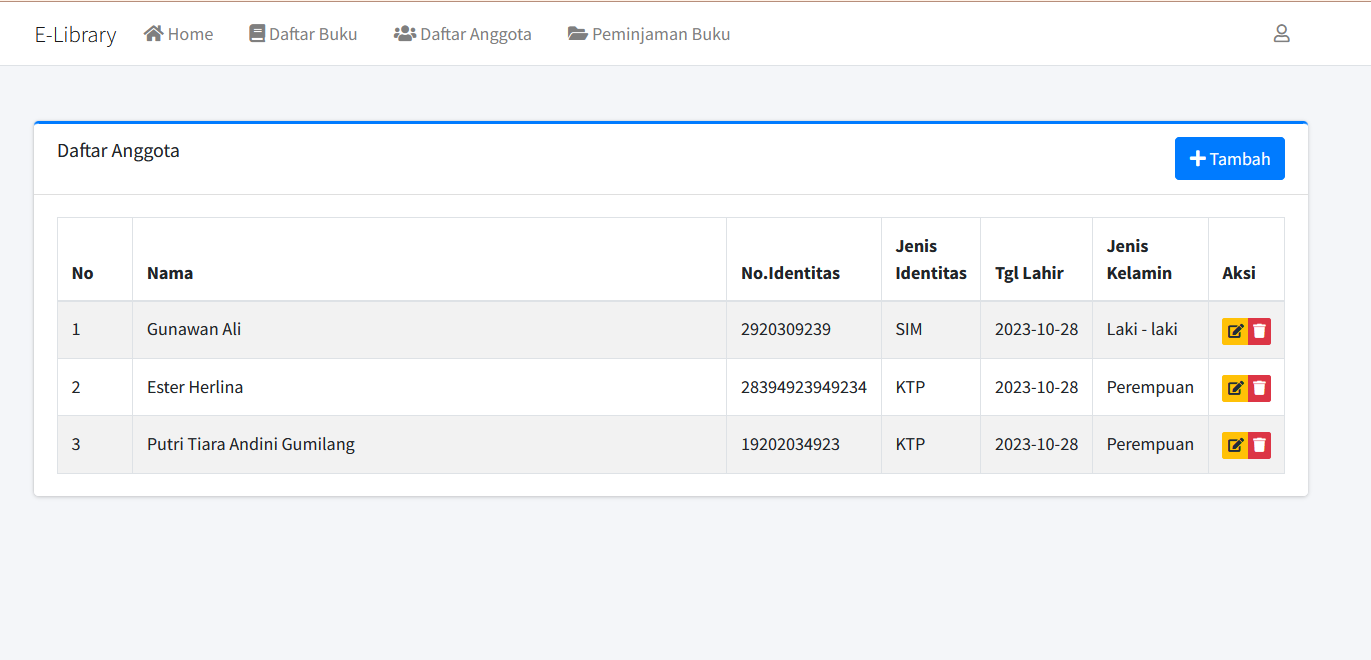 E-Library Home Daftar Buku Daftar Anggota Peminjaman Buku
Daftar Anggota
Tambah
No Nama No.Identitas Jenis Identitas Tgl Lahir Jenis Kelamin Aksi
1 Gunawan Ali 2920309239 SIM 2023-10-28 Laki - laki
2 Ester Herlina 28394923949234 KTP 2023-10-28 Perempuan
3 Putri Tiara Andini Gumilang 19202034923 KTP 2023-10-28 Perempuan